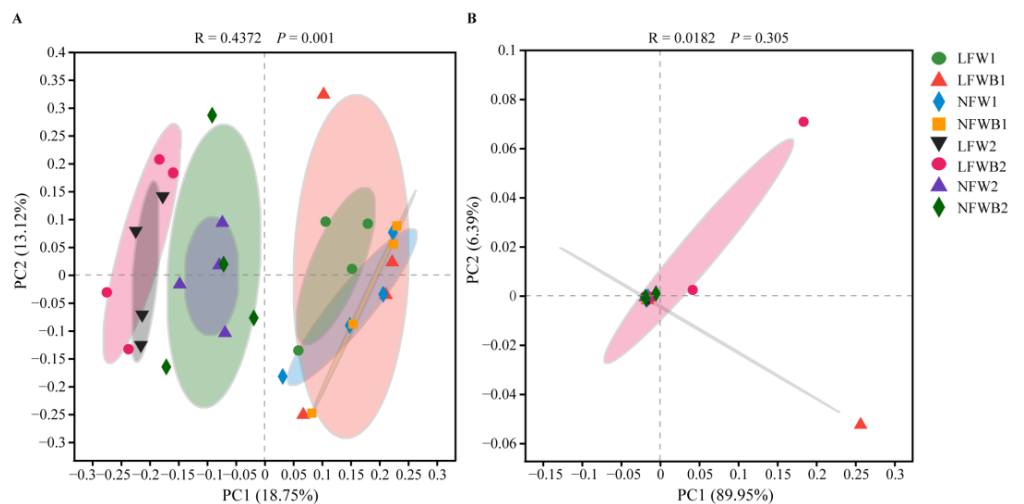 A
B
R = 0.4372 P = 0.001
R = 0.0182 P = 0.305
0.4
0.35
0.3
0.25
0.2
0.15
0.1
0.05
0
−0.05
−0.1
−0.15
−0.2
−0.25
−0.3
PC2 (13.12%)
−0.3 −0.25 −0.2 −0.15 −0.1 −0.05 0 0.05 0.1 0.15 0.2 0.25 0.3
PC1 (18.75%)
0.1
0.08
0.06
0.04
0.02
0
−0.02
−0.04
−0.06
PC2 (6.39%)
−0.15 −0.1 −0.05 0 0.05 0.1 0.15 0.2 0.25 0.3
PC1 (89.95%)
LFW1
LFWB1
NFW1
NFWB1
LFW2
LFWB2
NFW2
NFWB2